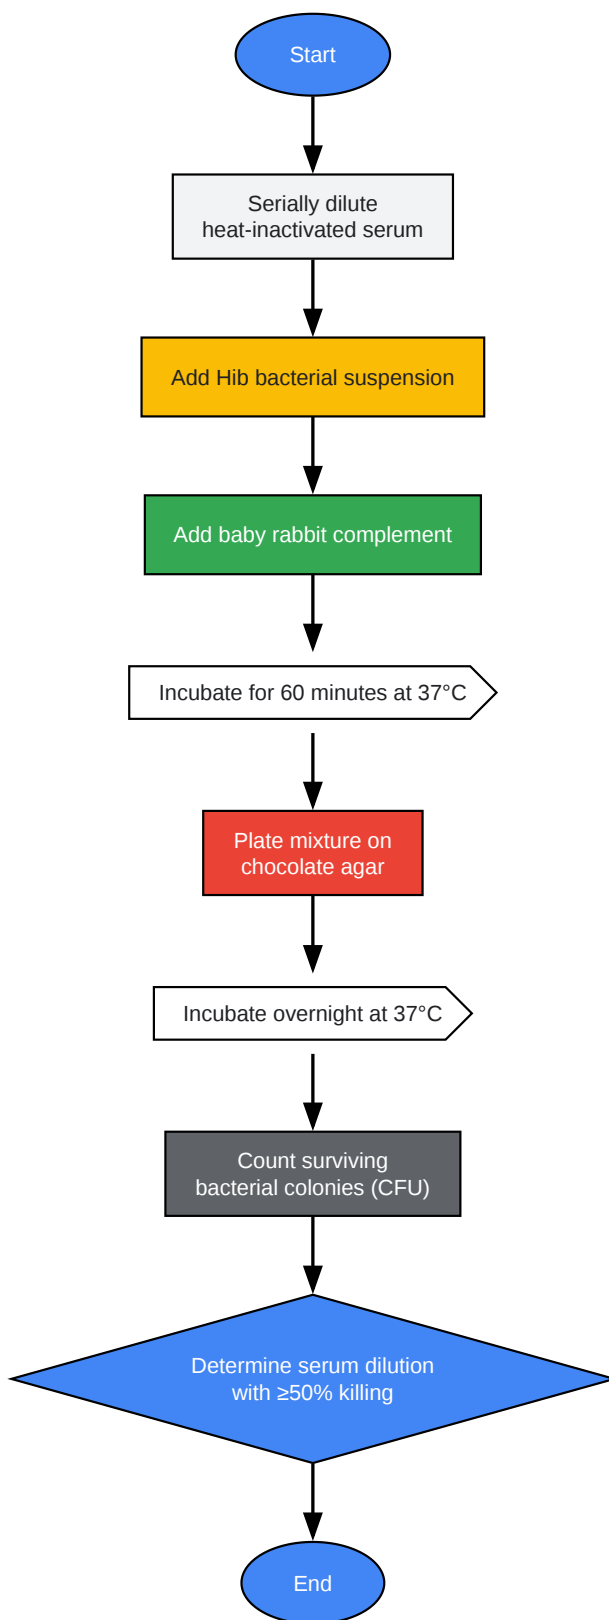 Start
Serially dilute
heat-inactivated serum
Add Hib bacterial suspension
Add baby rabbit complement
Incubate for 60 minutes at 37°C
Plate mixture on
chocolate agar
Incubate overnight at 37°C
Count surviving
bacterial colonies (CFU)
Determine serum dilution
with ≥50% killing
End